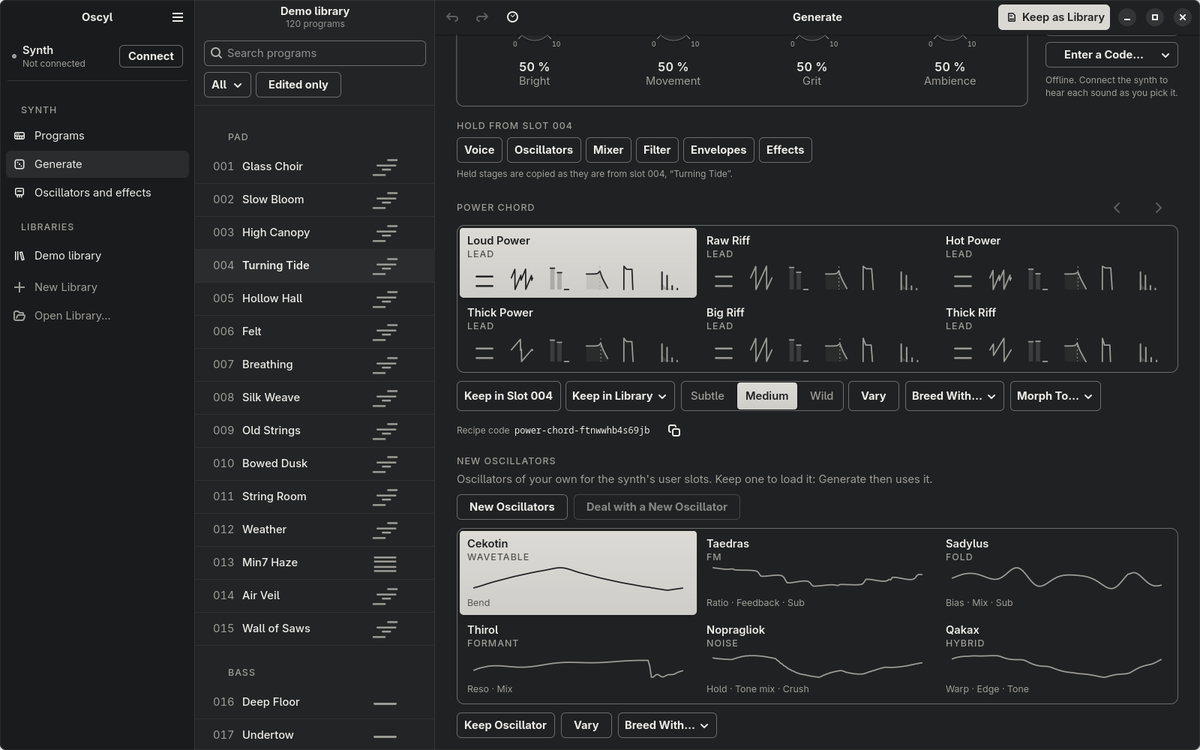 Oscyl
Synth
Not connected
Connect
SYNTH
Programs
Generate
Oscillators and effects
LIBRARIES
Demo library
New Library
Open Library...
Demo library
120 programs
Search programs
All
Edited only
PAD
001 Glass Choir
002 Slow Bloom
003 High Canopy
004 Turning Tide
005 Hollow Hall
006 Felt
007 Breathing
008 Silk Weave
009 Old Strings
010 Bowed Dusk
011 String Room
012 Weather
013 Min7 Haze
014 Air Veil
015 Wall of Saws
BASS
016 Deep Floor
017 Undertow
Generate
Keep as Library
0 10 0 10 0 10 0 10
50 % 50 % 50 % 50 %
Bright Movement Grit Ambience
Enter a Code...
Offline. Connect the synth to
hear each sound as you pick it.
HOLD FROM SLOT 004
Voice Oscillators Mixer Filter Envelopes Effects
Held stages are copied as they are from slot 004, “Turning Tide”.
POWER CHORD
Loud Power Raw Riff Hot Power
LEAD LEAD LEAD
Thick Power Big Riff Thick Riff
LEAD LEAD LEAD
Keep in Slot 004 Keep in Library Subtle Medium Wild Vary Breed With... Morph To...
Recipe code power-chord-ftnwwhb4s69jb
NEW OSCILLATORS
Oscillators of your own for the synth's user slots. Keep one to load it: Generate then uses it.
New Oscillators Deal with a New Oscillator
Cekotin Taedras Sadylus
WAVETABLE FM FOLD
Bend Ratio · Feedback · Sub Bias · Mix · Sub
Thirol Nopragliok Qakax
FORMANT NOISE HYBRID
Reso · Mix Hold · Tone mix · Crush Warp · Edge · Tone
Keep Oscillator Vary Breed With...